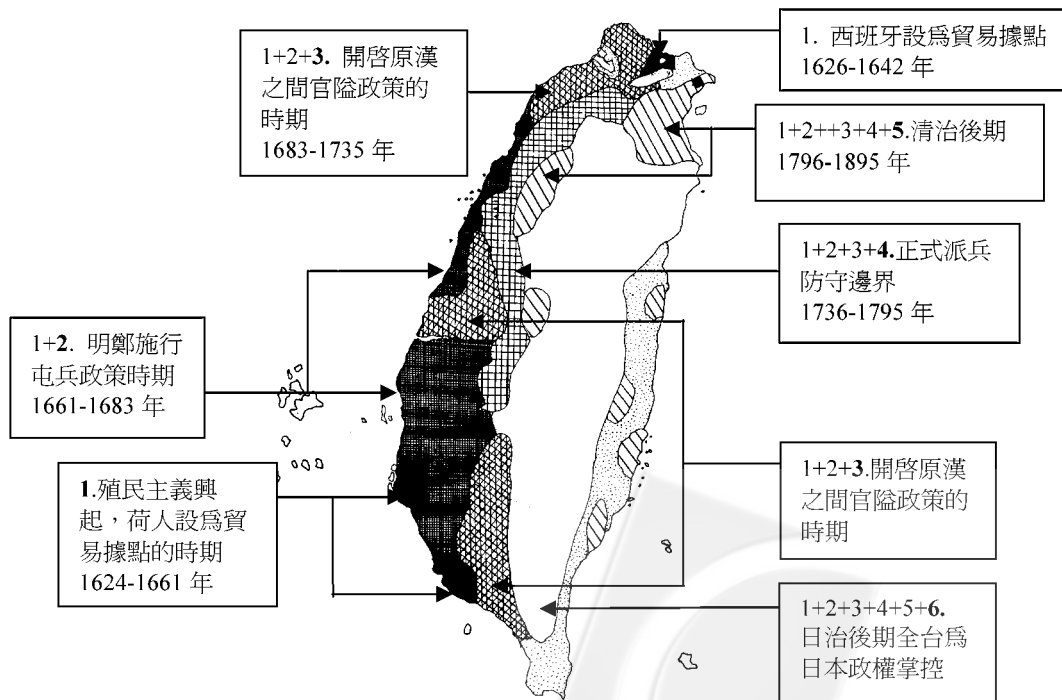 1+2+3. 開啓原漢
之間官隘政策的
時期
1683-1735 年
1. 西班牙設爲貿易據點
1626-1642 年
1+2++3+4+5.清治後期
1796-1895 年
1+2+3+4.正式派兵
防守邊界
1736-1795 年
1+2. 明鄭施行
屯兵政策時期
1661-1683 年
1.殖民主義興
起，荷人設爲貿
易據點的時期
1624-1661 年
1+2+3.開啓原漢
之間官隘政策的
時期
1+2+3+4+5+6.
日治後期全台爲
日本政權掌控